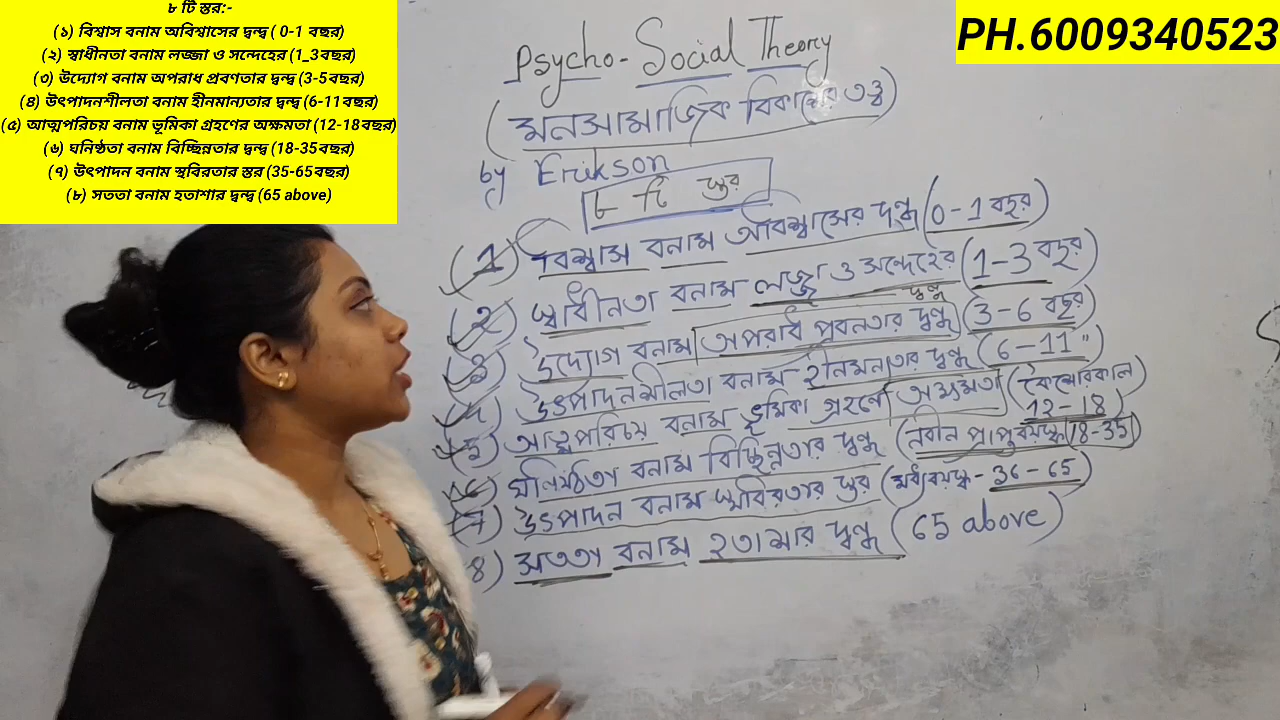 ৮ টি স্তর:-
(১) বিশ্বাস বনাম অবিশ্বাসের দ্বন্দ্ব ( 0-1 বছর)
(২) স্বাধীনতা বনাম লজ্জা ও সন্দেহের (1_3বছর)
(৩) উদ্যোগ বনাম অপরাধ প্রবণতার দ্বন্দ্ব (3-5বছর)
(৪) উৎপাদনশীলতা বনাম হীনমান্যতার দ্বন্দ্ব (6-11বছর)
(৫) আত্মপরিচয় বনাম ভূমিকা গ্রহণের অক্ষমতা (12-18বছর)
(৬) ঘনিষ্ঠতা বনাম বিচ্ছিন্নতার দ্বন্দ্ব (18-35বছর)
(৭) উৎপাদন বনাম স্থবিরতার স্তর (35-65বছর)
(৮) সততা বনাম হতাশার দ্বন্দ্ব (65 above)
PH.6009340523
Psycho-Social Theory
(মনসামাজিক বিকাশের তত্ত্ব)
by Erikson
৮ টি স্তর
(1) বিশ্বাস বনাম অবিশ্বাসের দ্বন্দ্ব (0-1 বছর)
(2) স্বাধীনতা বনাম লজ্জা ও সন্দেহের দ্বন্দ্ব (1-3 বছর)
(3) উদ্যোগ বনাম অপরাধ প্রবনতার দ্বন্দ্ব (3-6 বছর)
উৎপাদনশীলতা বনাম হীনমন্যতার দ্বন্দ্ব (6-11 ")
5) আত্মপরিচয় বনাম ভূমিকা গ্রহণে অক্ষমতা (কৈশোরকাল 12-18)
ঘনিষ্ঠতা বনাম বিচ্ছিন্নতার দ্বন্দ্ব (নবীন প্রাপ্তবয়স্ক 18-35)
উৎপাদন বনাম স্থবিরতার স্তর (মধ্যবয়স্ক - 36-65)
8) সততা বনাম হতাশার দ্বন্দ্ব (65 above)